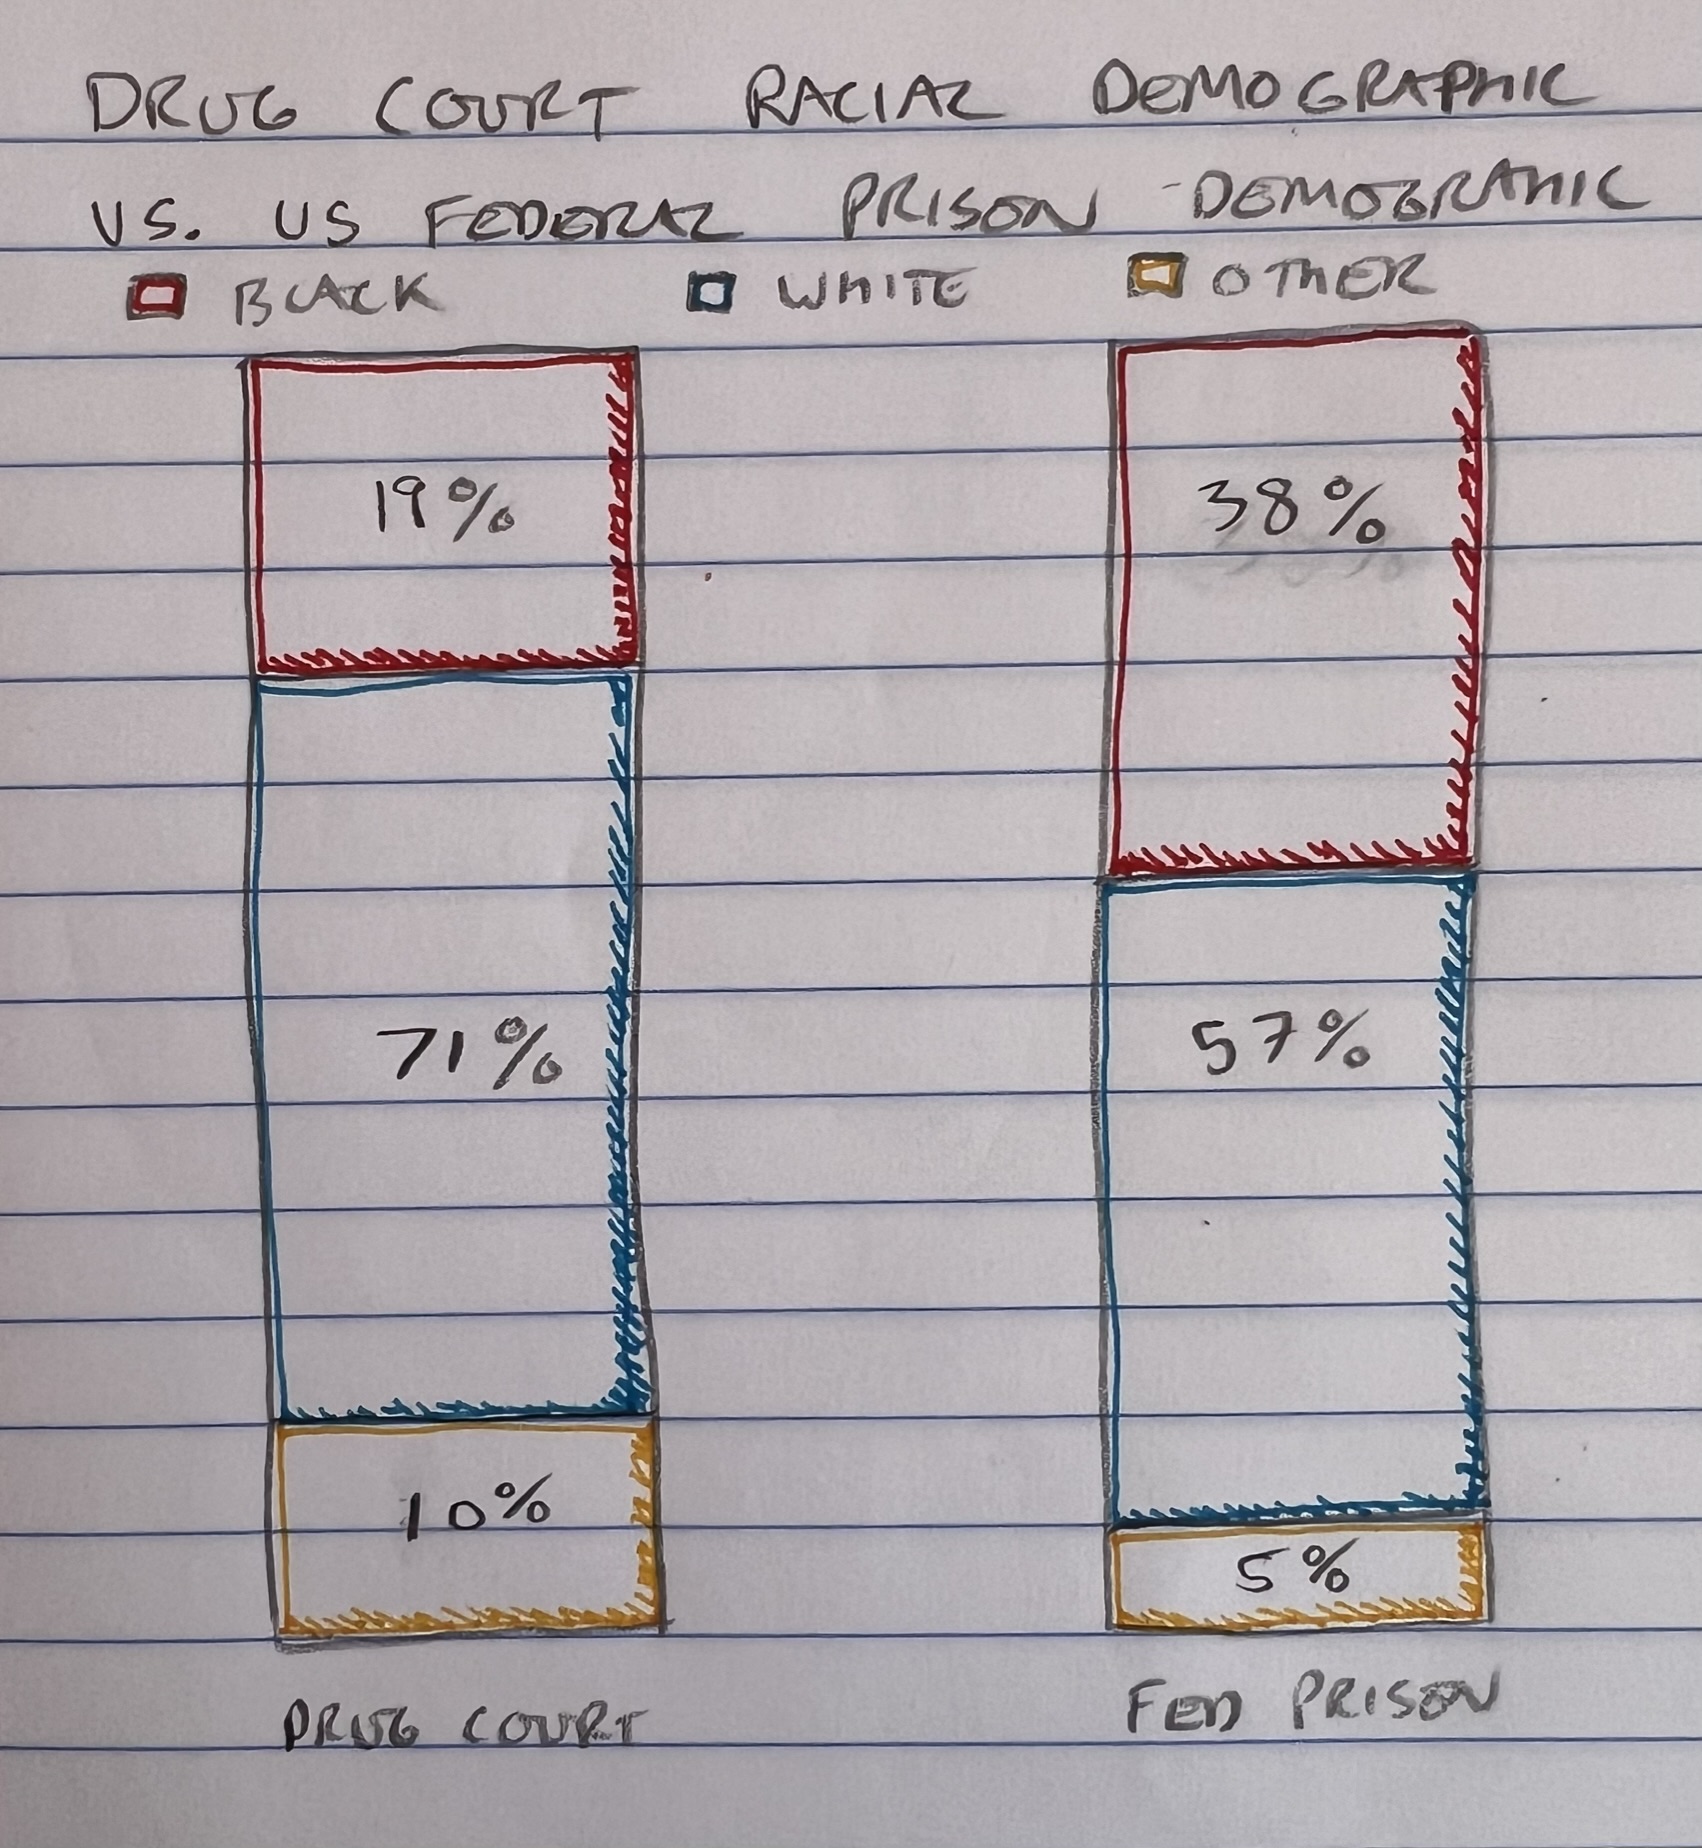 DRUG COURT RACIAL DEMOGRAPHIC
VS. US FEDERAL PRISON DEMOGRAPHIC
BLACK WHITE OTHER
19% 38%
71% 57%
10% 5%
DRUG COURT FED PRISON